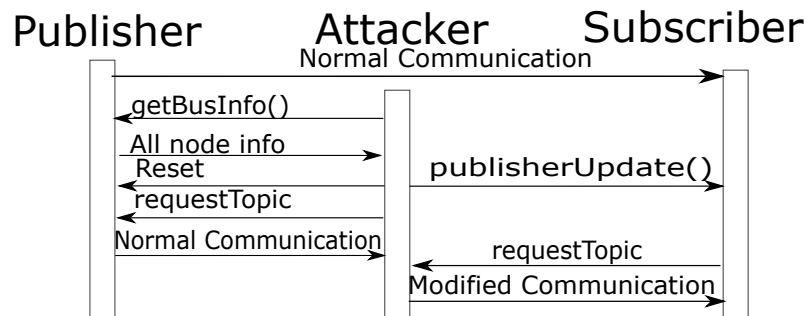 Publisher Attacker Subscriber
Normal Communication
getBusInfo()
All node info
Reset publisherUpdate()
requestTopic
Normal Communication requestTopic
Modified Communication